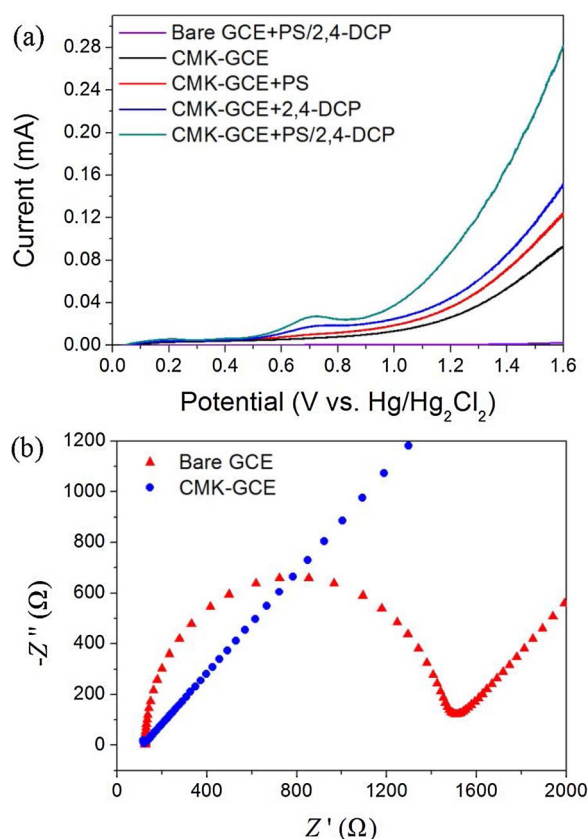 (a)
Bare GCE+PS/2,4-DCP
CMK-GCE
CMK-GCE+PS
CMK-GCE+2,4-DCP
CMK-GCE+PS/2,4-DCP
0.28
0.24
0.20
0.16
0.12
0.08
0.04
0.00
Current (mA)
0.0 0.2 0.4 0.6 0.8 1.0 1.2 1.4 1.6
Potential (V vs. Hg/Hg₂Cl₂)
(b)
Bare GCE
CMK-GCE
1200
1000
800
600
400
200
0
-Z″ (Ω)
0 400 800 1200 1600 2000
Z′ (Ω)